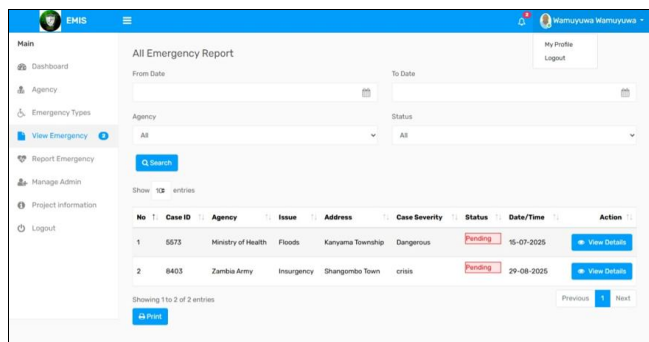 EMIS
8
Wamuyuwa Wamuyuwa
My Profile
Logout
Main
Dashboard
Agency
Emergency Types
View Emergency 2
Report Emergency
Manage Admin
Project information
Logout
All Emergency Report
From Date To Date
Agency Status
All All
Search
Show 10 entries
No Case ID Agency Issue Address Case Severity Status Date/Time Action
1 5573 Ministry of Health Floods Kanyama Township Dangerous Pending 15-07-2025 View Details
2 8403 Zambia Army Insurgency Shangombo Town crisis Pending 29-08-2025 View Details
Showing 1 to 2 of 2 entries
Previous 1 Next
Print